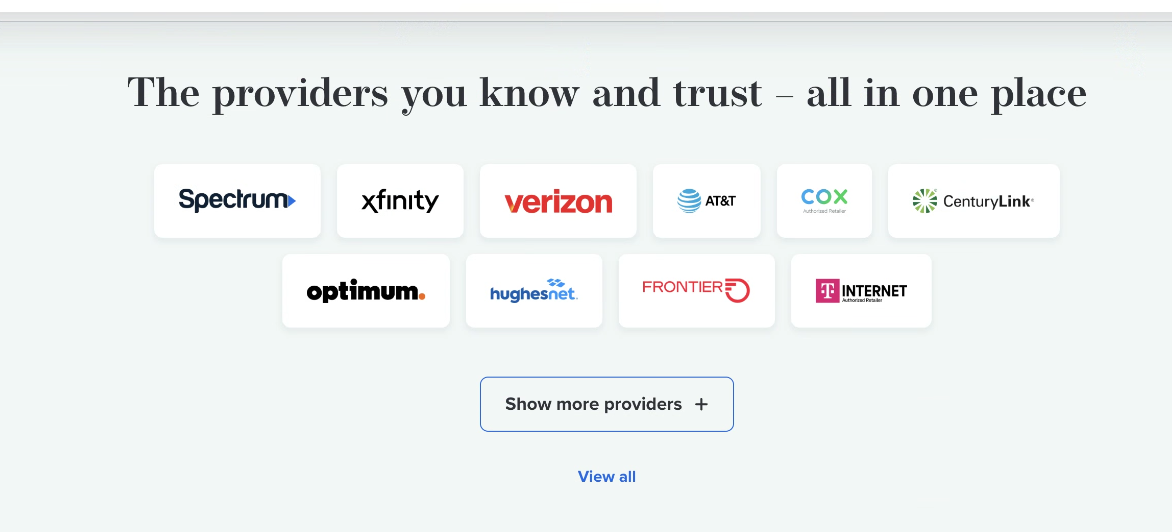 The providers you know and trust – all in one place
Spectrum
xfinity
verizon
AT&T
COX
Authorized Retailer
CenturyLink®
optimum.
hughesnet.
FRONTIER
T INTERNET
Authorized Retailer
Show more providers +
View all